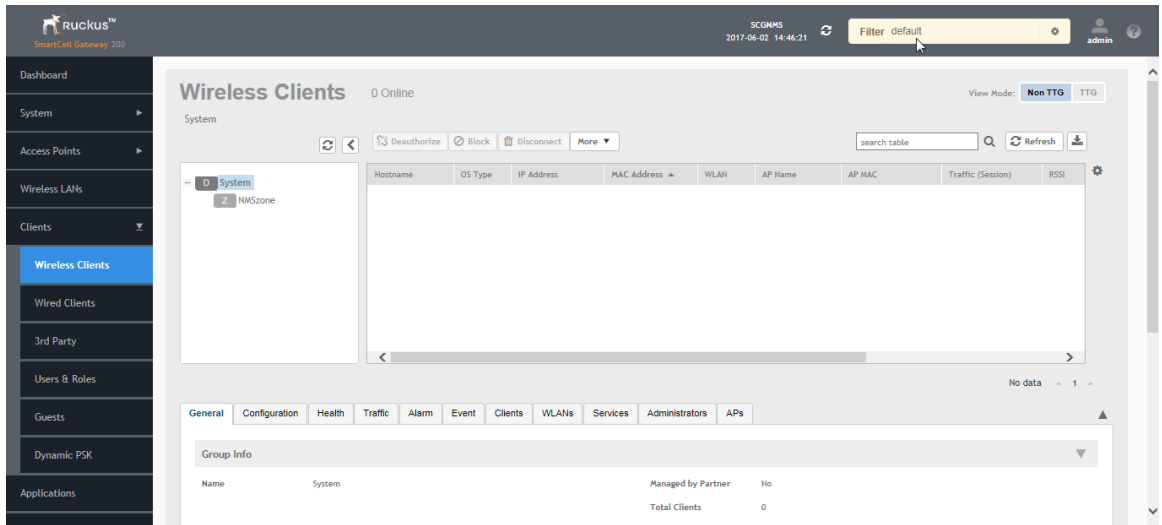 RUCKUS™
SmartCell Gateway 200
SCGNMS
2017-06-02 14:46:21
Filter default
admin
Dashboard
System
Access Points
Wireless LANs
Clients
Wireless Clients
Wired Clients
3rd Party
Users & Roles
Guests
Dynamic PSK
Applications
Wireless Clients 0 Online
View Mode: Non TTG TTG
System
Deauthorize Block Disconnect More
search table Refresh
D System
Z NMSzone
Hostname OS Type IP Address MAC Address WLAN AP Name AP MAC Traffic (Session) RSSI
No data 1
General Configuration Health Traffic Alarm Event Clients WLANs Services Administrators APs
Group Info
Name System Managed by Partner No
Total Clients 0